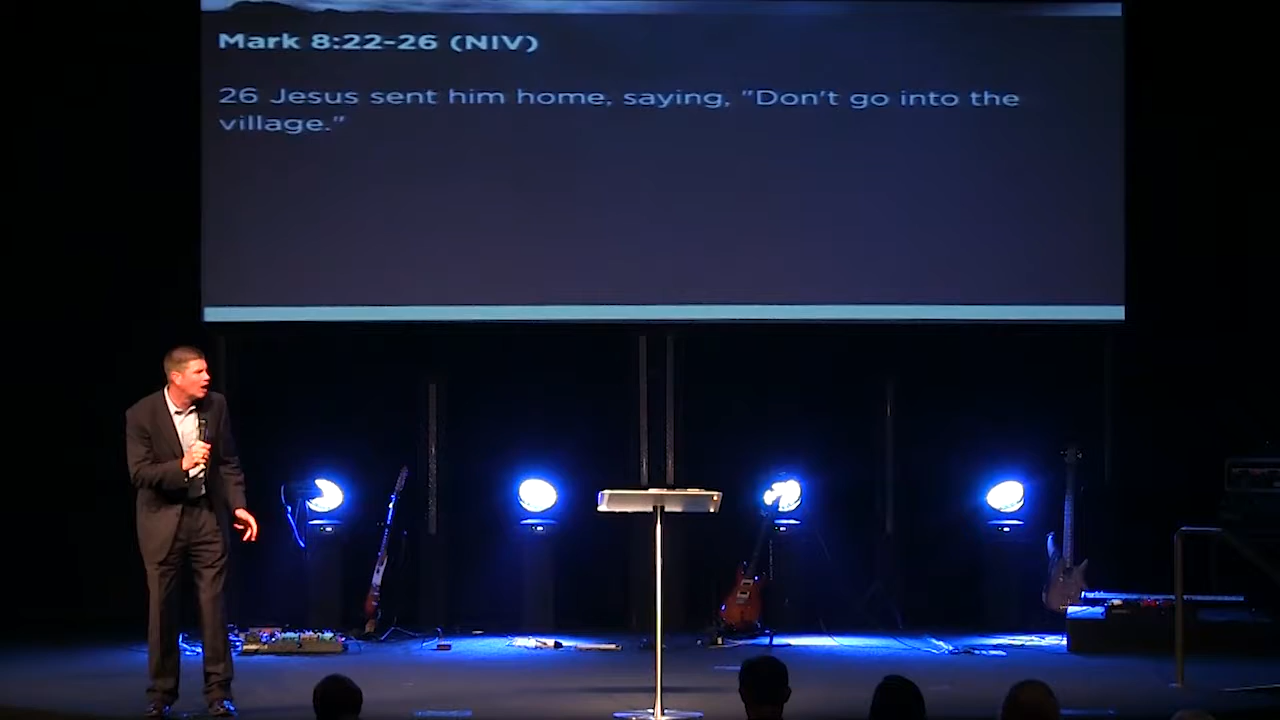 Mark 8:22-26 (NIV)
26 Jesus sent him home, saying, "Don't go into the
village."